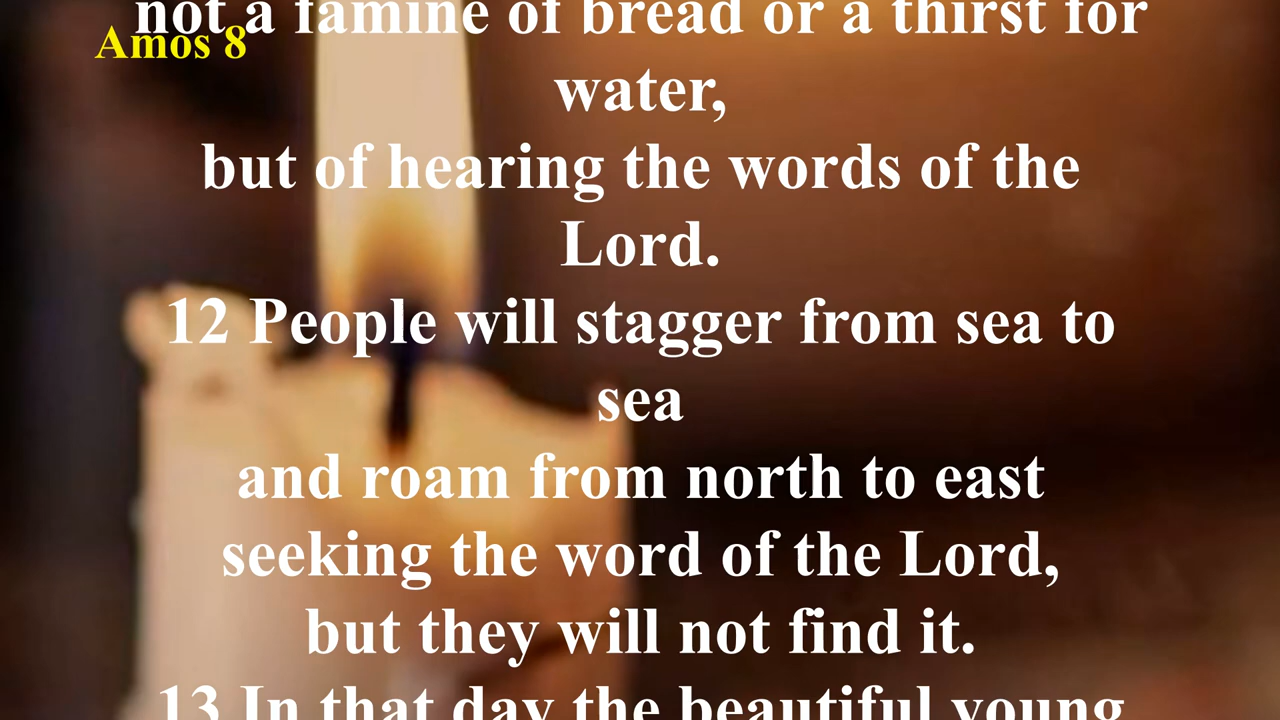 not a famine of bread or a thirst for
Amos 8
water,
but of hearing the words of the
Lord.
12 People will stagger from sea to
sea
and roam from north to east
seeking the word of the Lord,
but they will not find it.
13 In that day the beautiful young